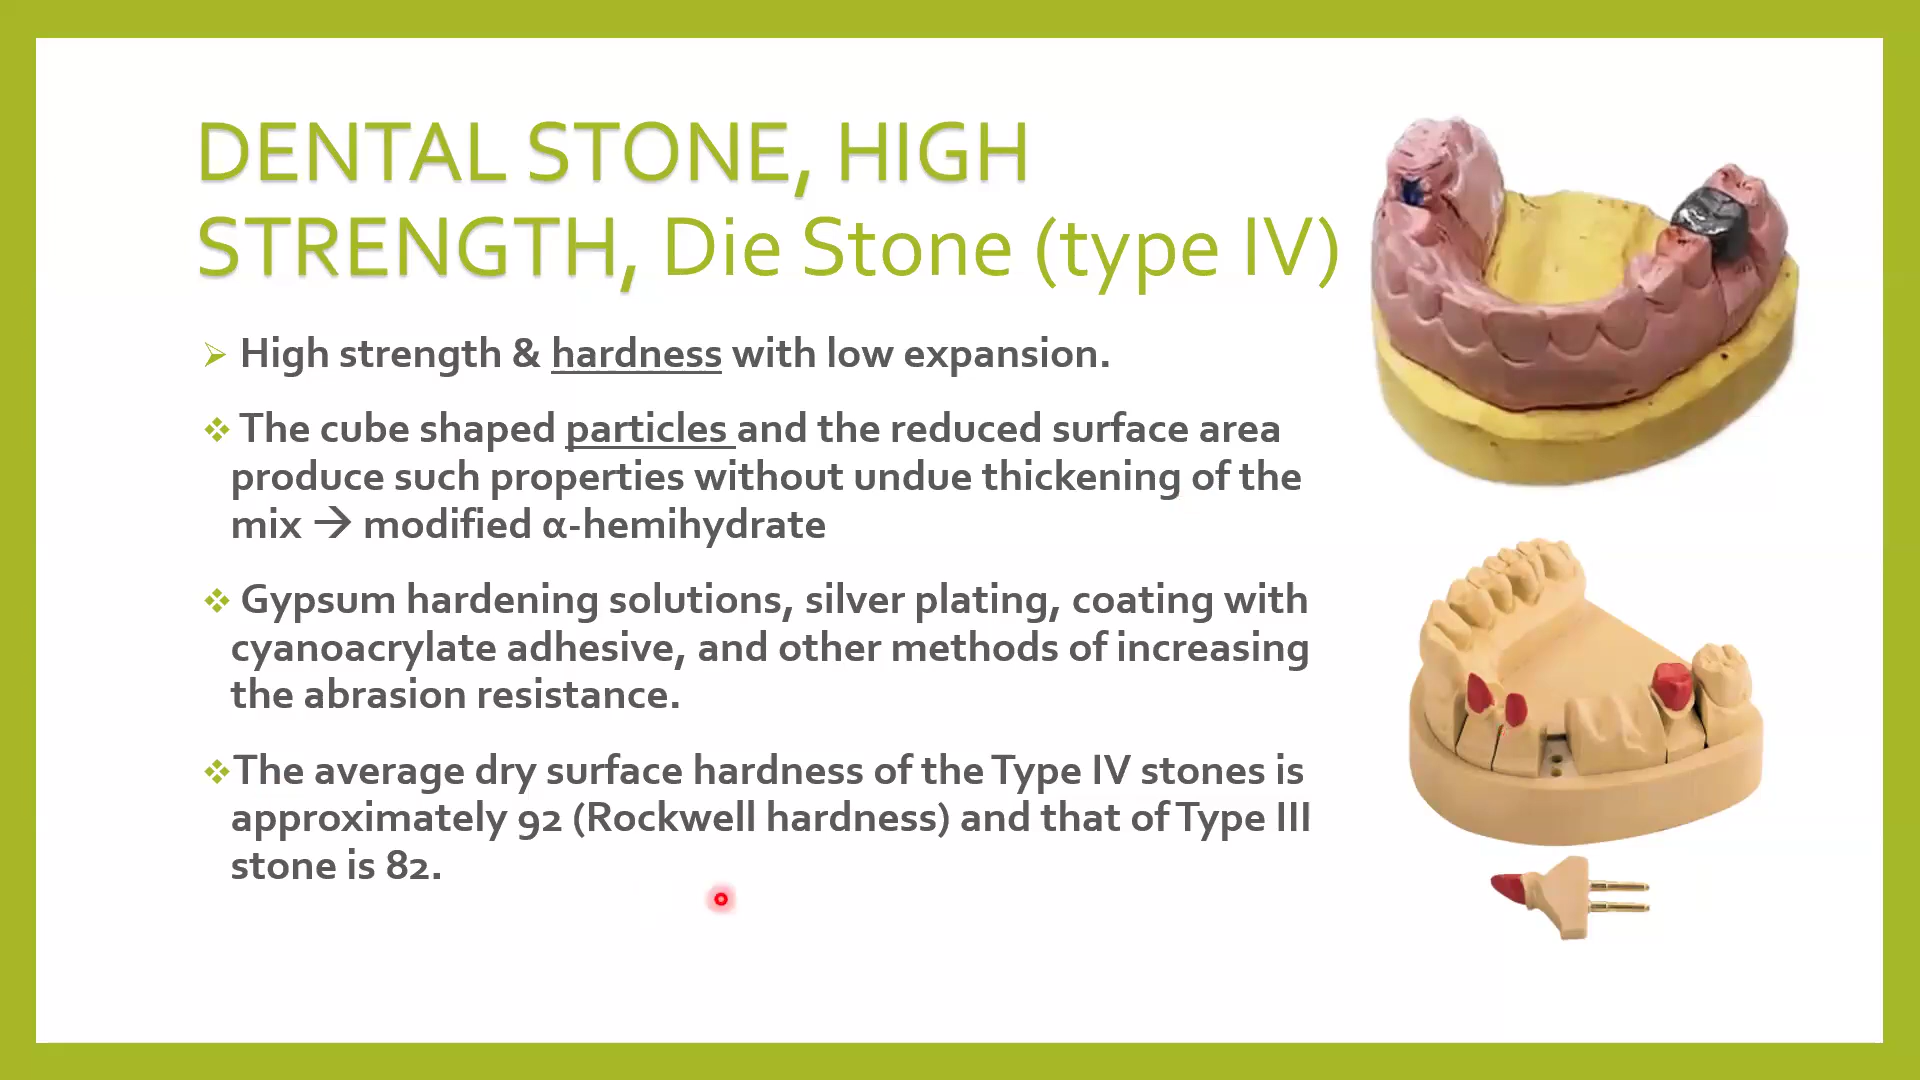 DENTAL STONE, HIGH
STRENGTH, Die Stone (type IV)
➢ High strength & hardness with low expansion.
❖ The cube shaped particles and the reduced surface area
produce such properties without undue thickening of the
mix → modified α-hemihydrate
❖ Gypsum hardening solutions, silver plating, coating with
cyanoacrylate adhesive, and other methods of increasing
the abrasion resistance.
❖The average dry surface hardness of the Type IV stones is
approximately 92 (Rockwell hardness) and that of Type III
stone is 82.